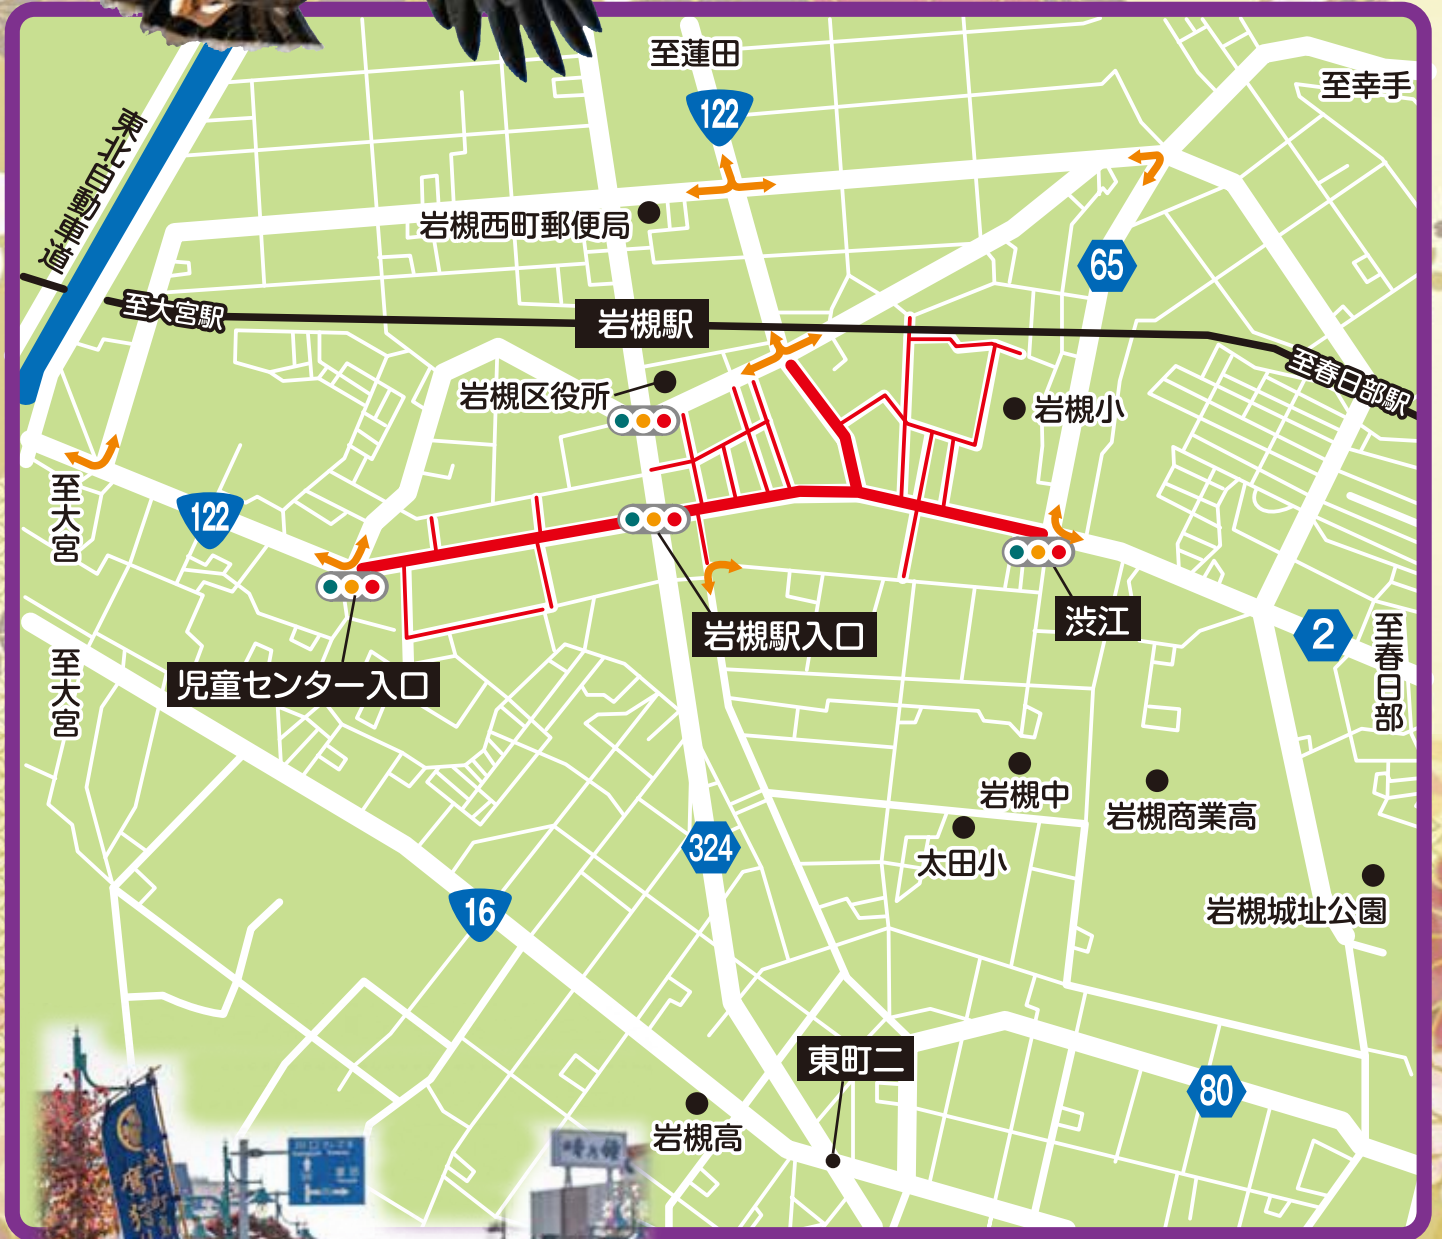 至蓮田
至幸手
122
東北自動車道
岩槻西町郵便局
65
至大宮駅
岩槻駅
至春日部駅
岩槻区役所
岩槻小
至大宮
122
岩槻駅入口
渋江
2
至春日部
至大宮
児童センター入口
岩槻中
岩槻商業高
324
太田小
16
岩槻城址公園
東町二
80
岩槻高